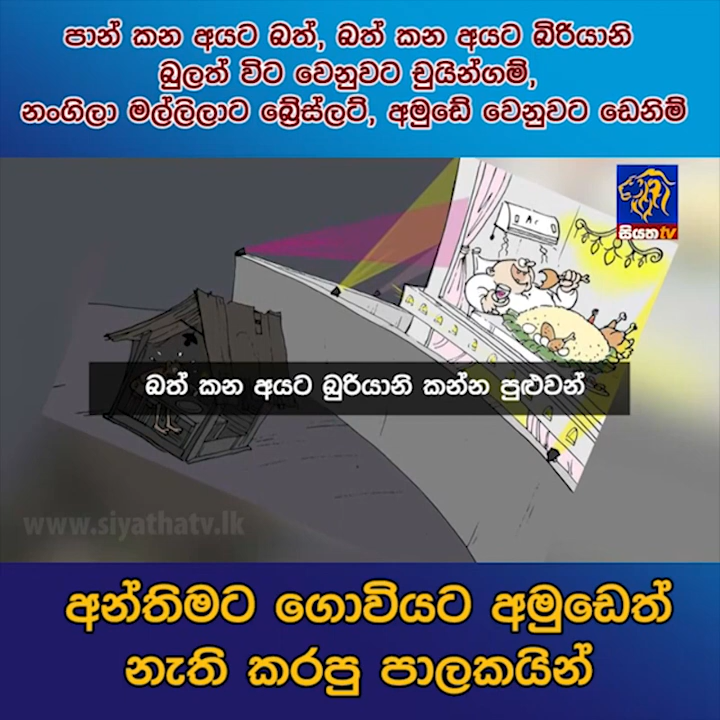 පාන් කන අයට බත්, බත් කන අයට බිරියානි
බුලත් විට වෙනුවට චුයින්ගම්,
නංගිලා මල්ලිලාට බ්‍රේස්ලට්, අමුඩේ වෙනුවට ඩෙනිම්
සියත tv
Ac
බත් කන අයට බුරියානි කන්න පුළුවන්
www.siyathatv.lk
අන්තිමට ගොවියට අමුඩෙත්
නැති කරපු පාලකයින්